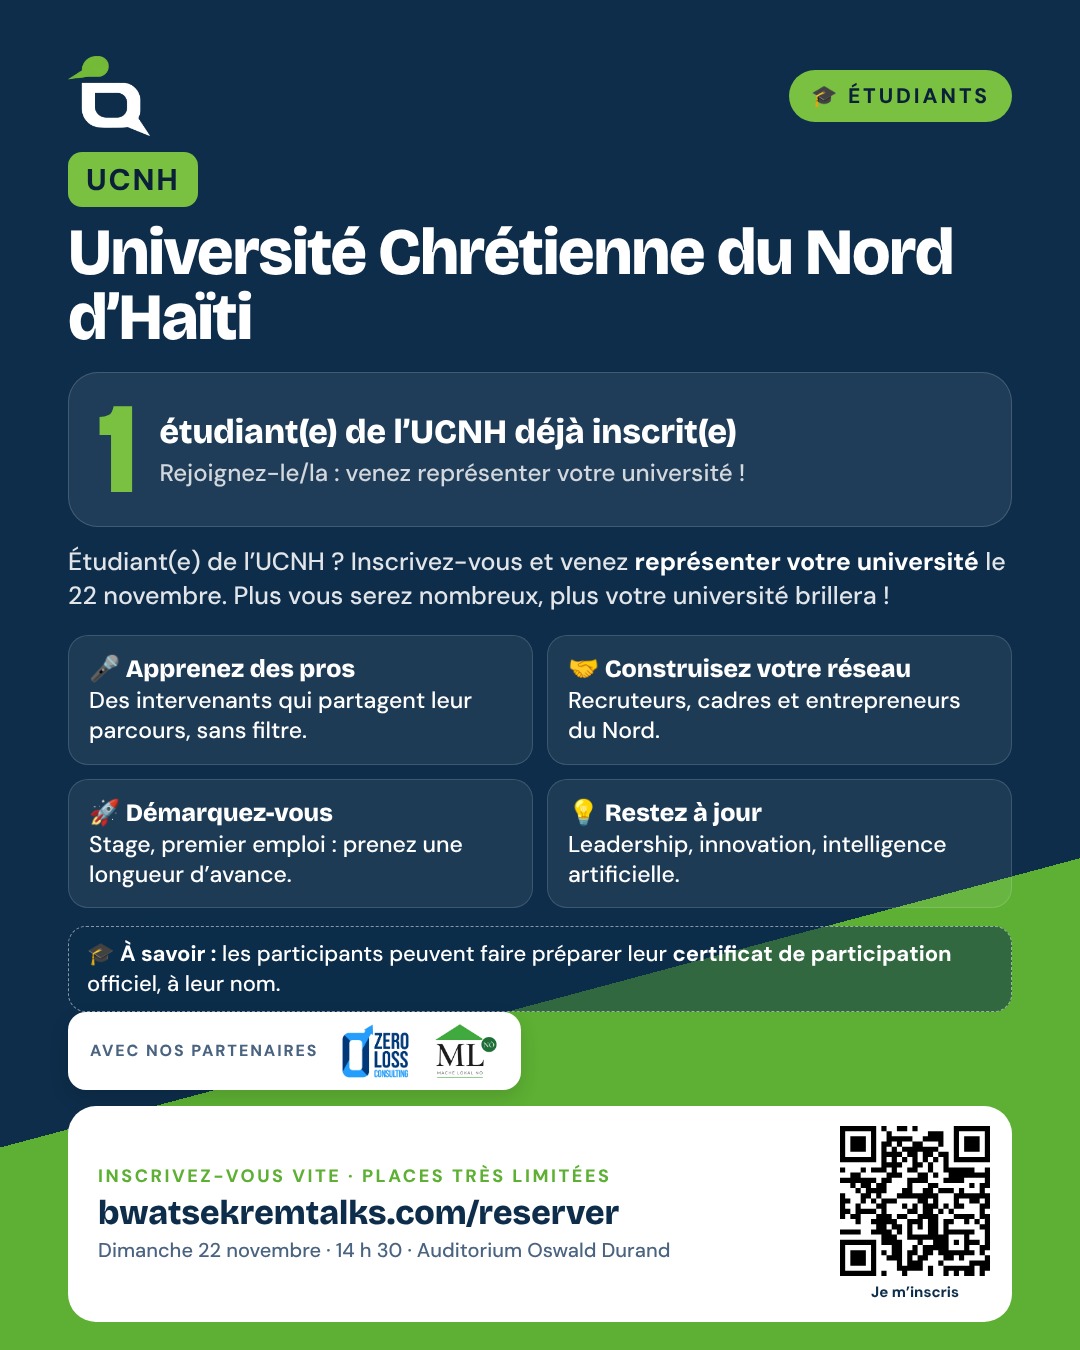 🎓 ÉTUDIANTS
UCNH
Université Chrétienne du Nord
d’Haïti
1
étudiant(e) de l’UCNH déjà inscrit(e)
Rejoignez-le/la : venez représenter votre université !
Étudiant(e) de l’UCNH ? Inscrivez-vous et venez représenter votre université le
22 novembre. Plus vous serez nombreux, plus votre université brillera !
🎤 Apprenez des pros
Des intervenants qui partagent leur
parcours, sans filtre.
🤝 Construisez votre réseau
Recruteurs, cadres et entrepreneurs
du Nord.
🚀 Démarquez-vous
Stage, premier emploi : prenez une
longueur d’avance.
💡 Restez à jour
Leadership, innovation, intelligence
artificielle.
🎓 À savoir : les participants peuvent faire préparer leur certificat de participation
officiel, à leur nom.
AVEC NOS PARTENAIRES
ZERO
LOSS
CONSULTING
ML
NÒ
MACHÉ LOKAL NÒ
INSCRIVEZ-VOUS VITE · PLACES TRÈS LIMITÉES
bwatsekremtalks.com/reserver
Dimanche 22 novembre · 14 h 30 · Auditorium Oswald Durand
Je m’inscris